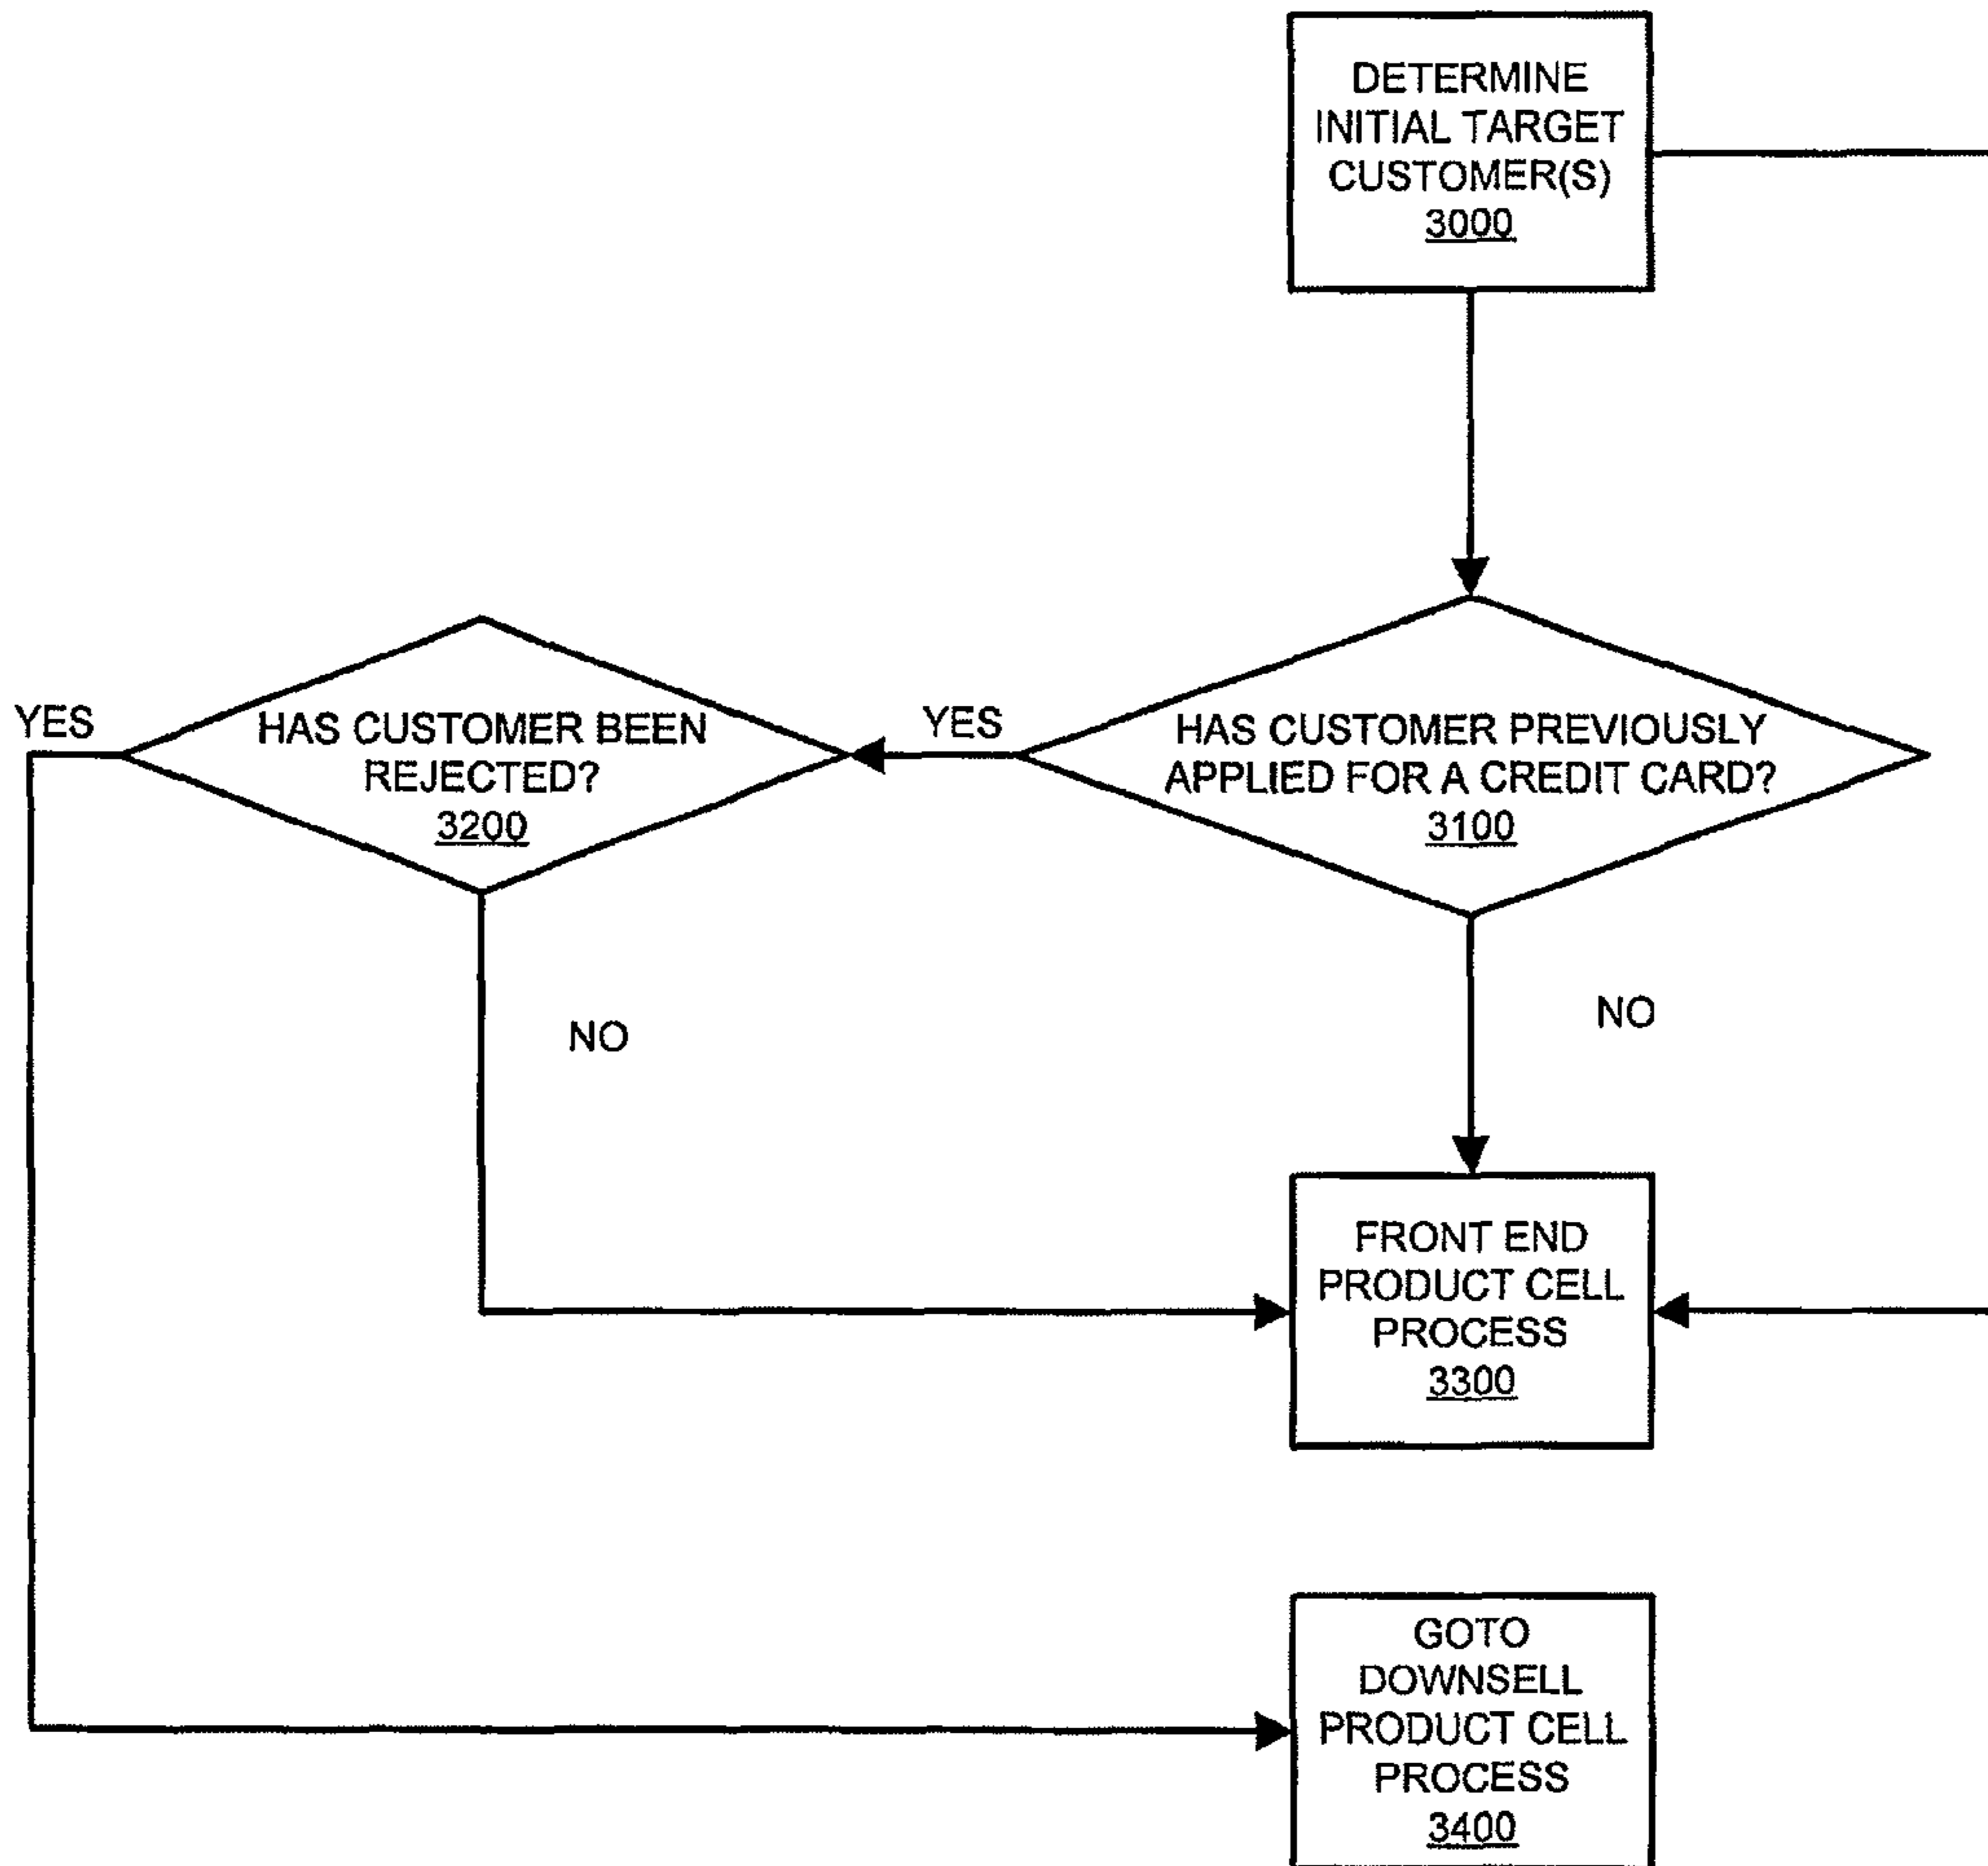 DETERMINE
INITIAL TARGET
CUSTOMER(S)
3000
YES
HAS CUSTOMER BEEN
REJECTED?
3200
YES
HAS CUSTOMER PREVIOUSLY
APPLIED FOR A CREDIT CARD?
3100
NO
NO
FRONT END
PRODUCT CELL
PROCESS
3300
GOTO
DOWNSELL
PRODUCT CELL
PROCESS
3400